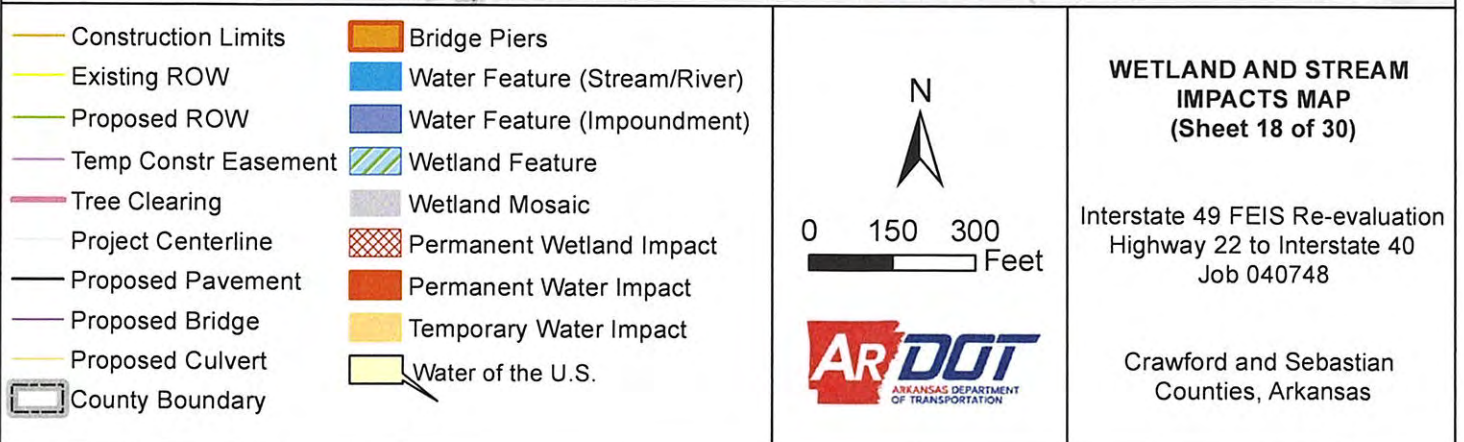 Construction Limits
Existing ROW
Proposed ROW
Temp Constr Easement
Tree Clearing
Project Centerline
Proposed Pavement
Proposed Bridge
Proposed Culvert
County Boundary
Bridge Piers
Water Feature (Stream/River)
Water Feature (Impoundment)
Wetland Feature
Wetland Mosaic
Permanent Wetland Impact
Permanent Water Impact
Temporary Water Impact
Water of the U.S.
N
0 150 300
Feet
ARDOT
ARKANSAS DEPARTMENT
OF TRANSPORTATION
WETLAND AND STREAM
IMPACTS MAP
(Sheet 18 of 30)
Interstate 49 FEIS Re-evaluation
Highway 22 to Interstate 40
Job 040748
Crawford and Sebastian
Counties, Arkansas